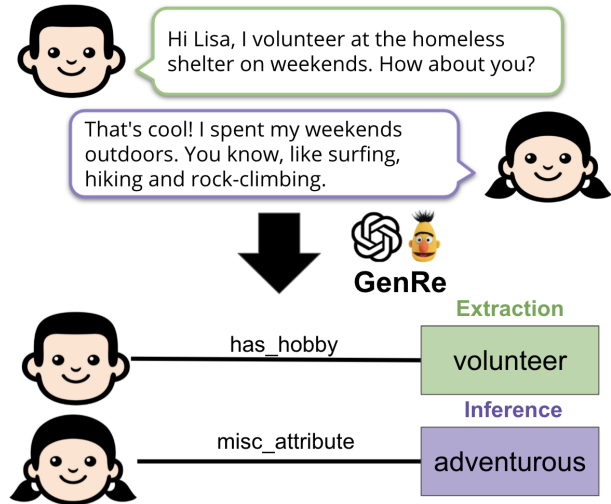 Hi Lisa, I volunteer at the homeless
shelter on weekends. How about you?
That's cool! I spent my weekends
outdoors. You know, like surfing,
hiking and rock-climbing.
GenRe
Extraction
has_hobby
volunteer
Inference
misc_attribute
adventurous